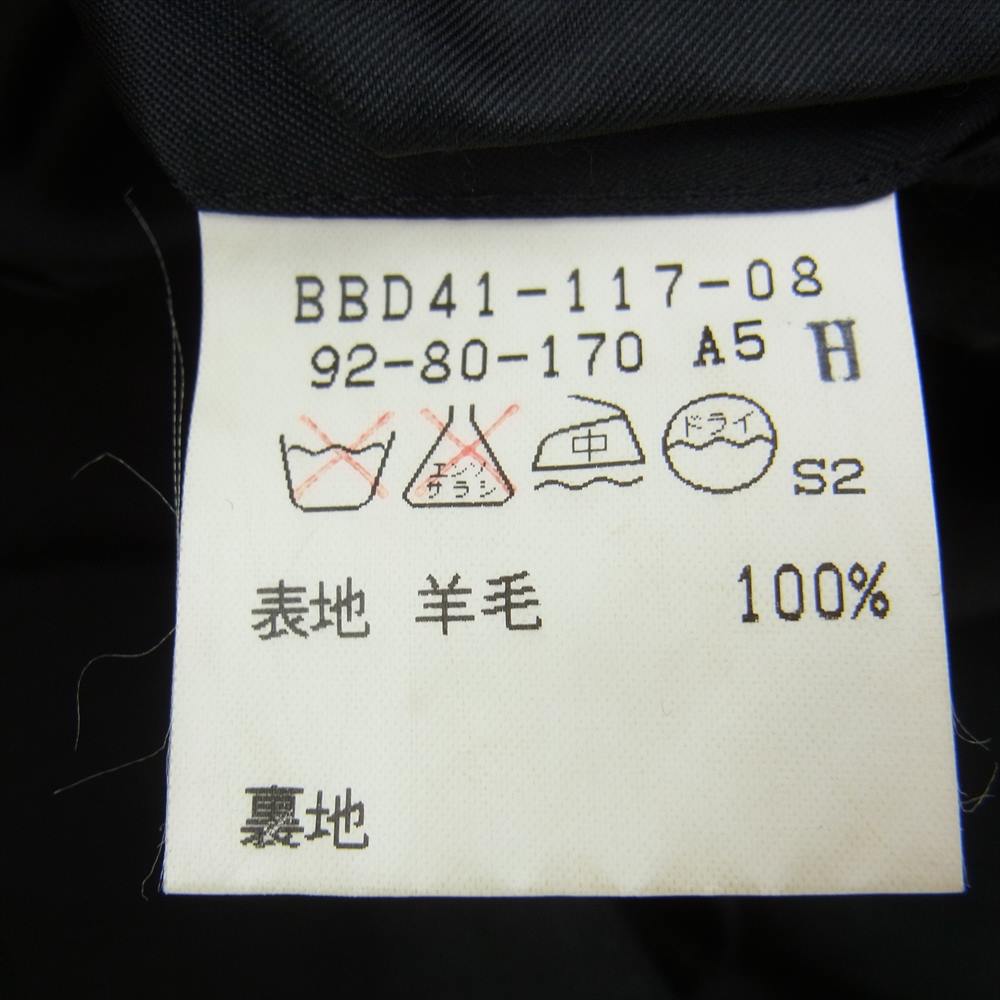 BBD41-117-08
92-80-170 A5 H
エンソ
サラシ
中
ドライ
S2
表地 羊毛 100%
裏地